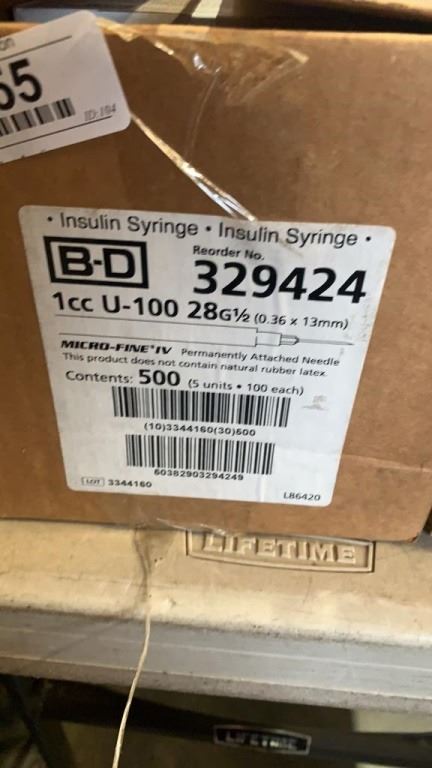 55
ID:104
• Insulin Syringe • Insulin Syringe •
B-D
Reorder No.
329424
1cc U-100 28G½ (0.36 x 13mm)
MICRO-FINE®IV Permanently Attached Needle
This product does not contain natural rubber latex
Contents: 500 (5 units • 100 each)
(10)3344160(30)500
50382903294249
LOT 3344160
L86420
LIFETIME
LIFETIME